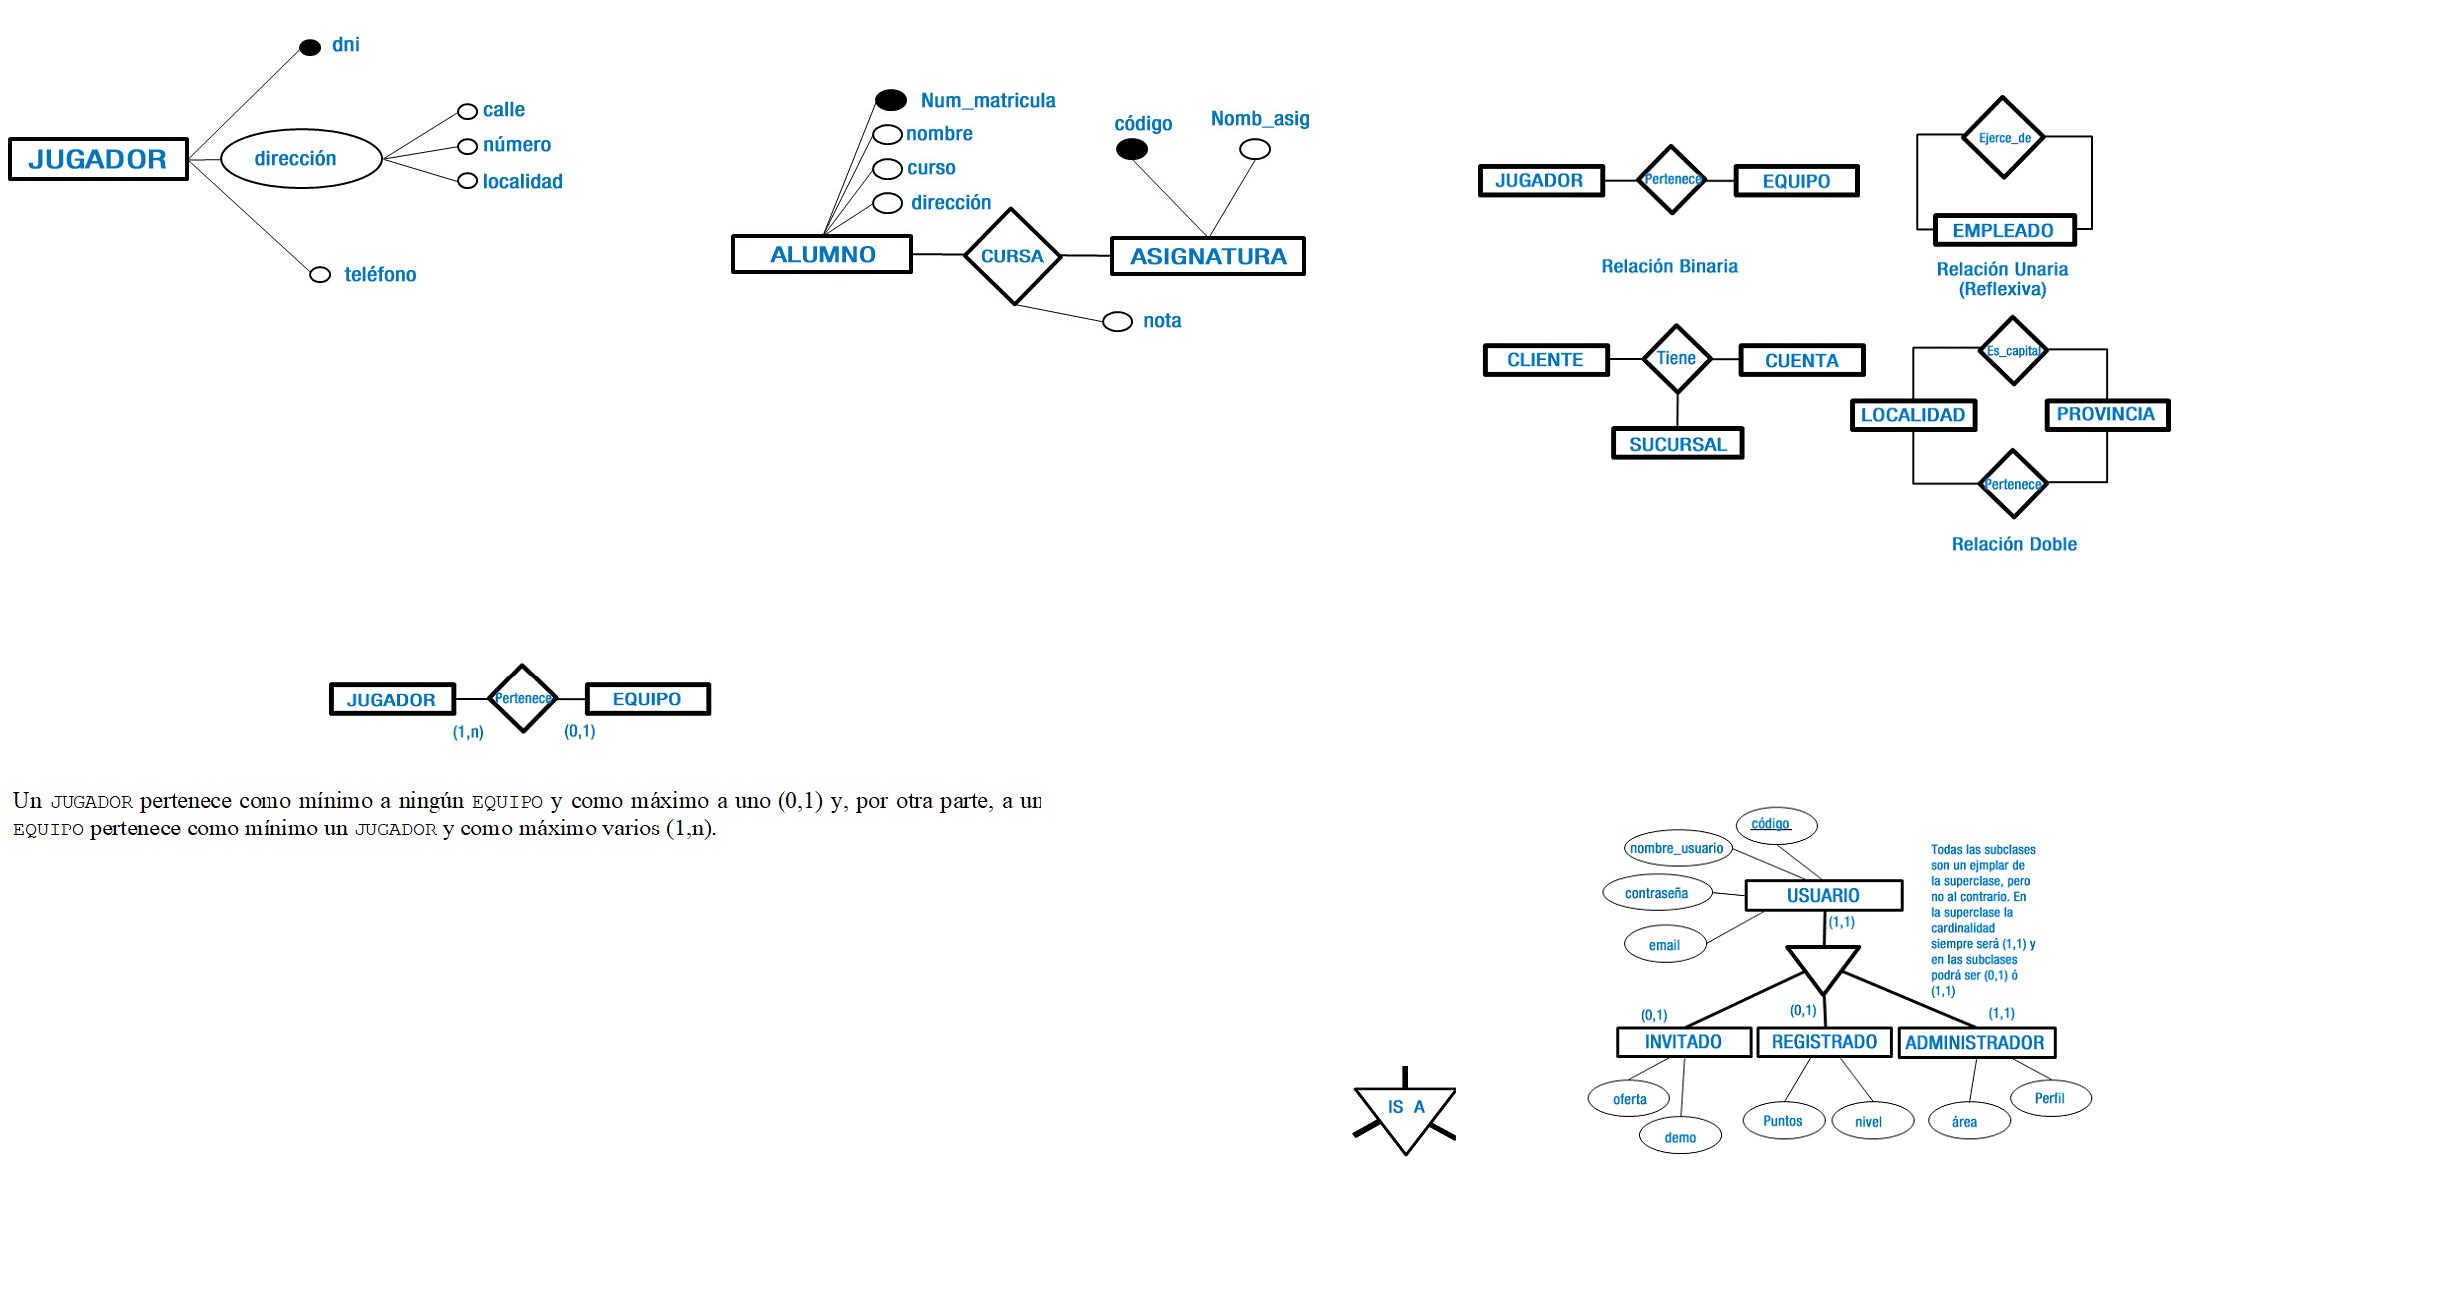 dni
calle
JUGADOR
dirección
número
localidad
teléfono
Num_matricula
nombre
curso
dirección
código
Nomb_asig
ALUMNO
CURSA
ASIGNATURA
nota
JUGADOR
Pertenece
EQUIPO
Relación Binaria
Ejerce_de
EMPLEADO
Relación Unaria
(Reflexiva)
CLIENTE
Tiene
CUENTA
SUCURSAL
Es_capital
LOCALIDAD
PROVINCIA
Pertenece
Relación Doble
JUGADOR
Pertenece
EQUIPO
(1,n)
(0,1)
Un JUGADOR pertenece como mínimo a ningún EQUIPO y como máximo a uno (0,1) y, por otra parte, a un
EQUIPO pertenece como mínimo un JUGADOR y como máximo varios (1,n).
IS A
código
nombre_usuario
contraseña
USUARIO
email
(1,1)
Todas las subclases
son un ejmplar de
la superclase, pero
no al contrario. En
la superclase la
cardinalidad
siempre será (1,1) y
en las subclases
podrá ser (0,1) ó
(1,1)
(0,1)
(0,1)
(1,1)
INVITADO
REGISTRADO
ADMINISTRADOR
oferta
demo
Puntos
nivel
área
Perfil